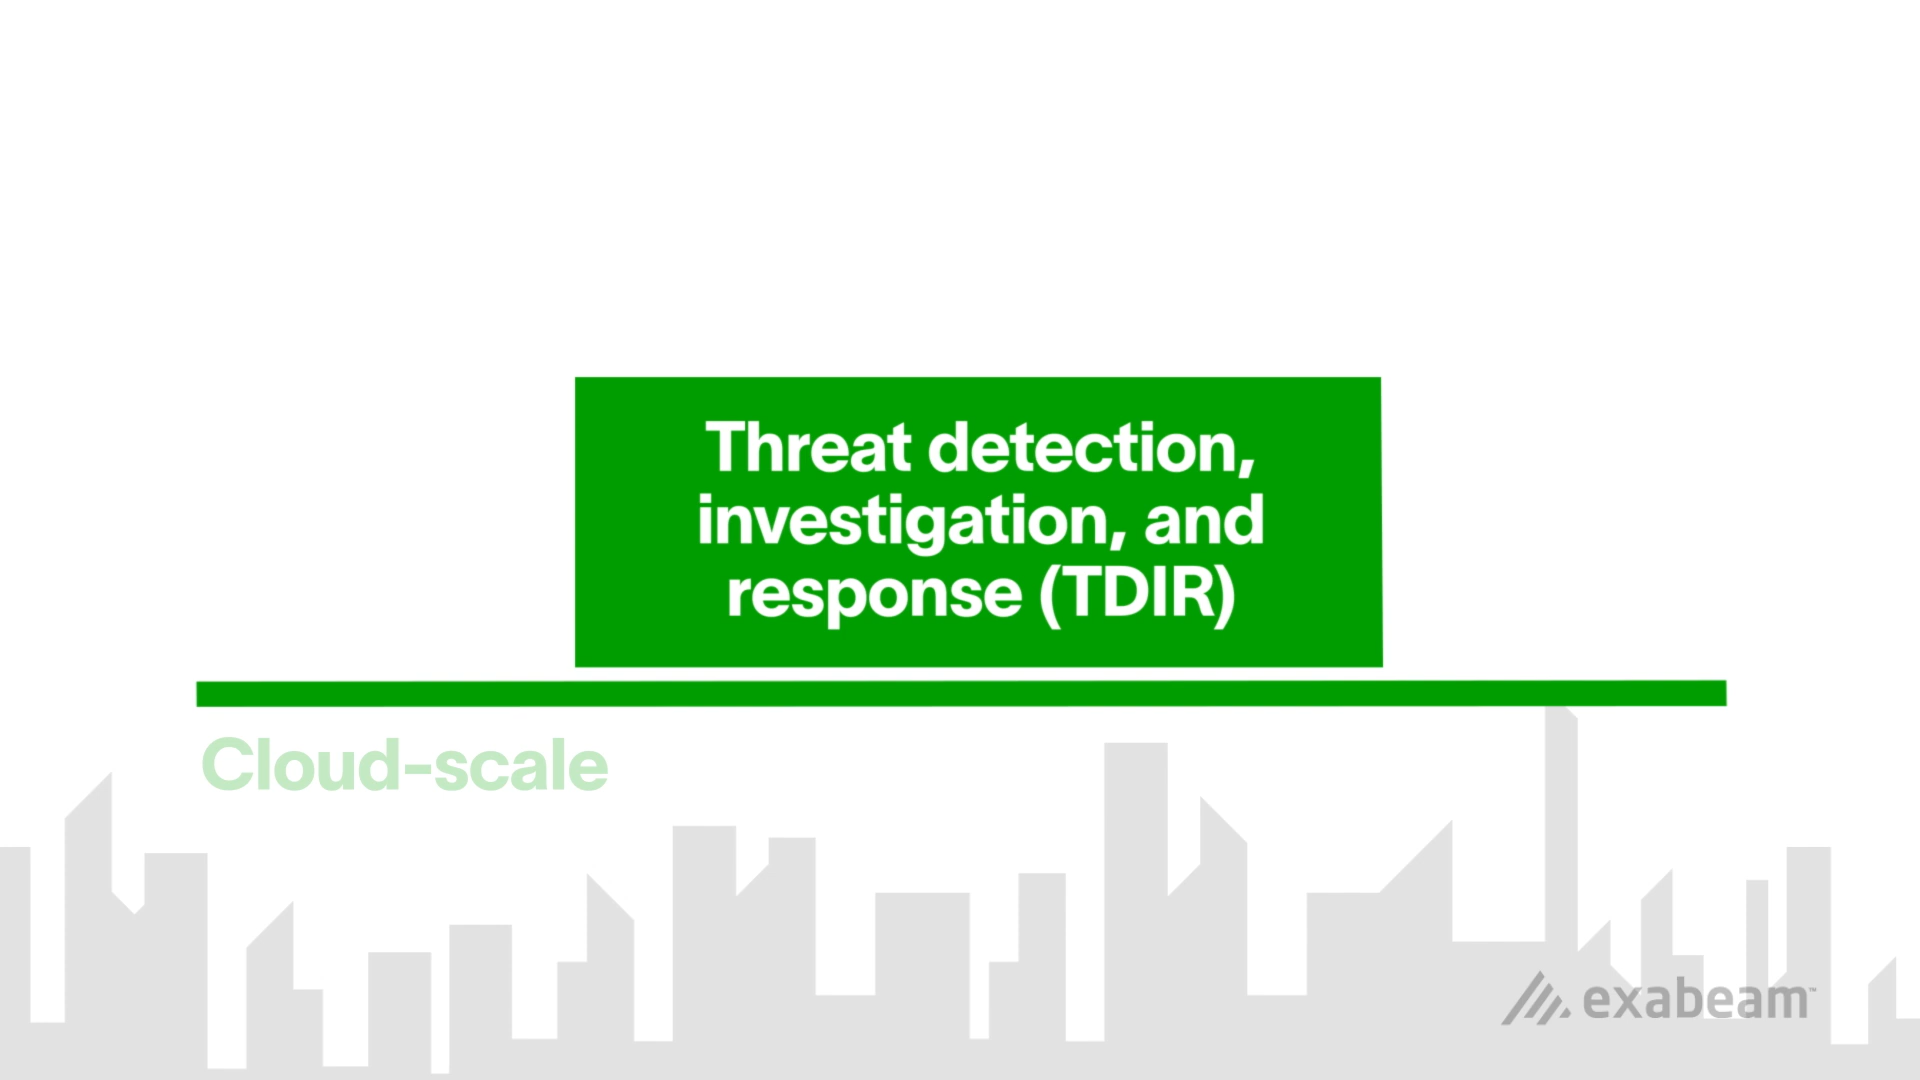 Threat detection,
investigation, and
response (TDIR)
Cloud-scale
exabeam™